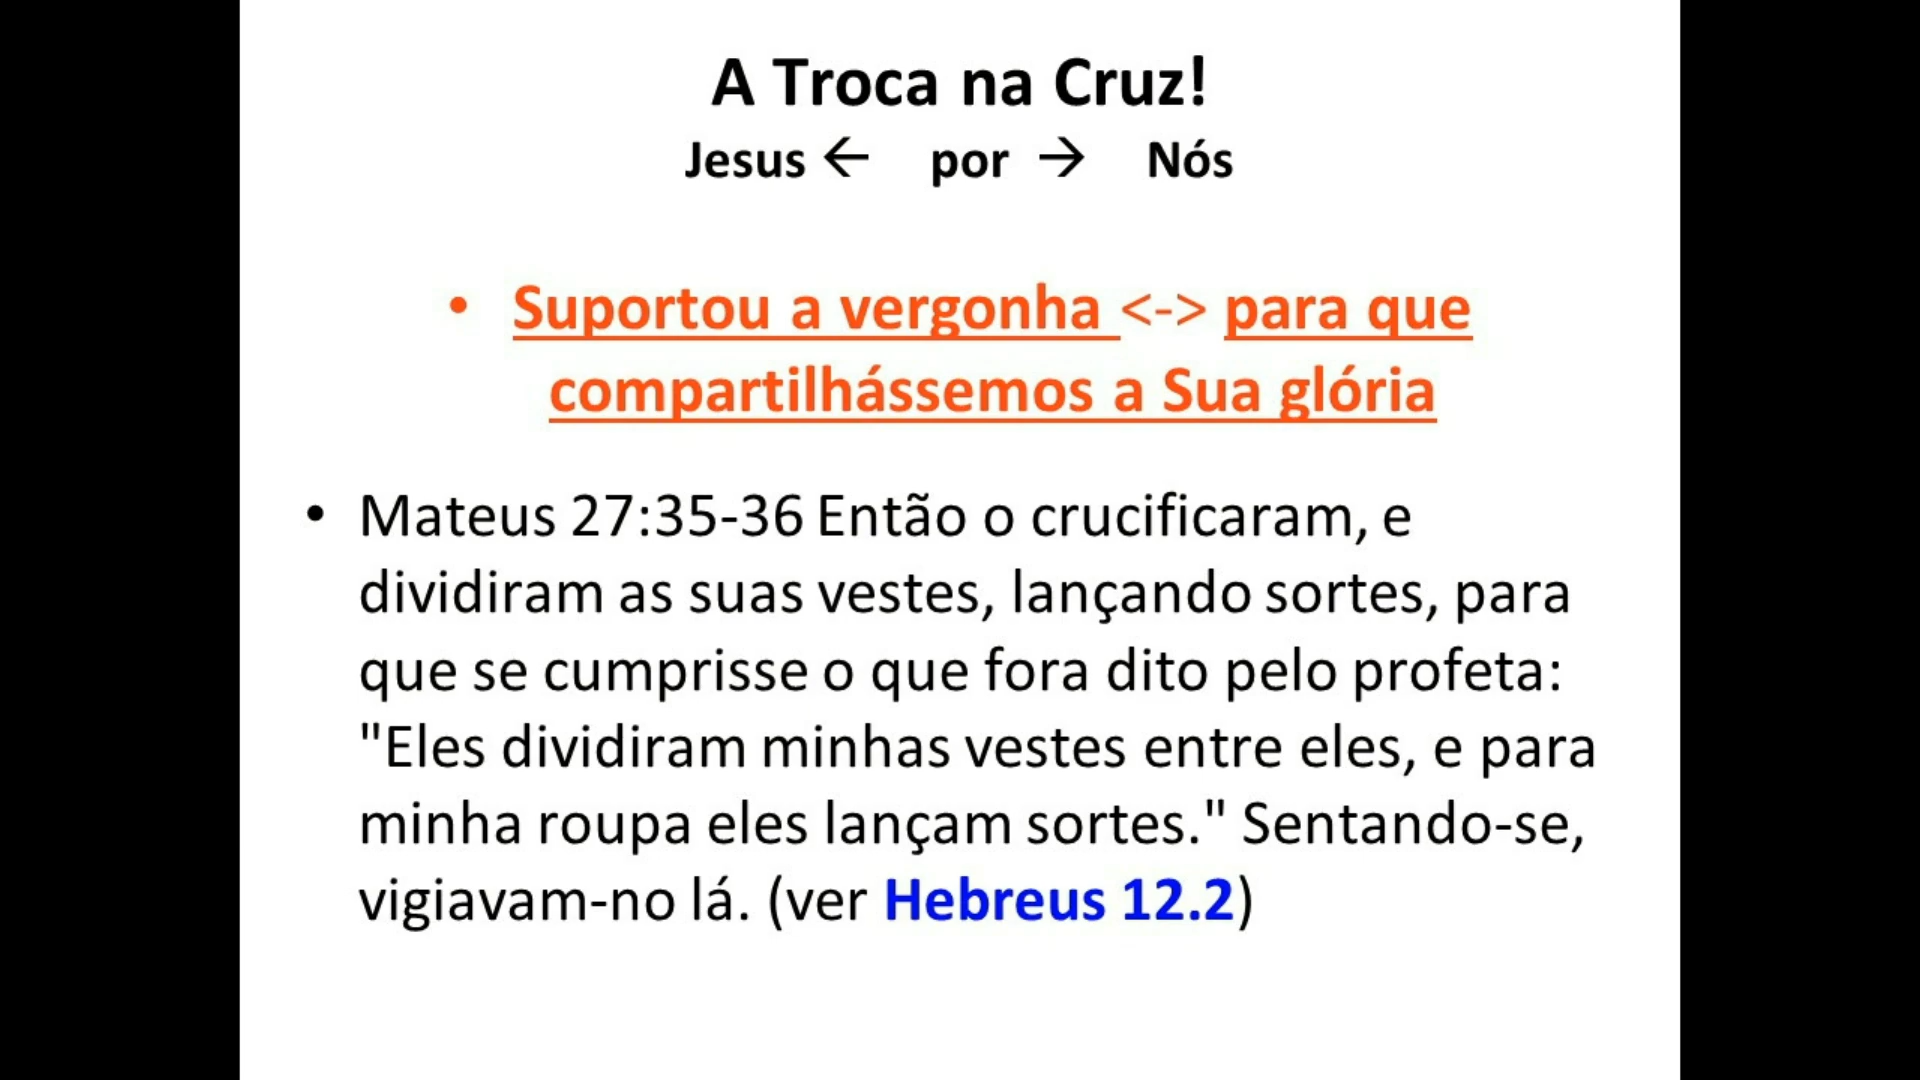 A Troca na Cruz!
Jesus ← por → Nós
• Suportou a vergonha <-> para que
compartilhássemos a Sua glória
• Mateus 27:35-36 Então o crucificaram, e
dividiram as suas vestes, lançando sortes, para
que se cumprisse o que fora dito pelo profeta:
"Eles dividiram minhas vestes entre eles, e para
minha roupa eles lançam sortes." Sentando-se,
vigiavam-no lá. (ver Hebreus 12.2)